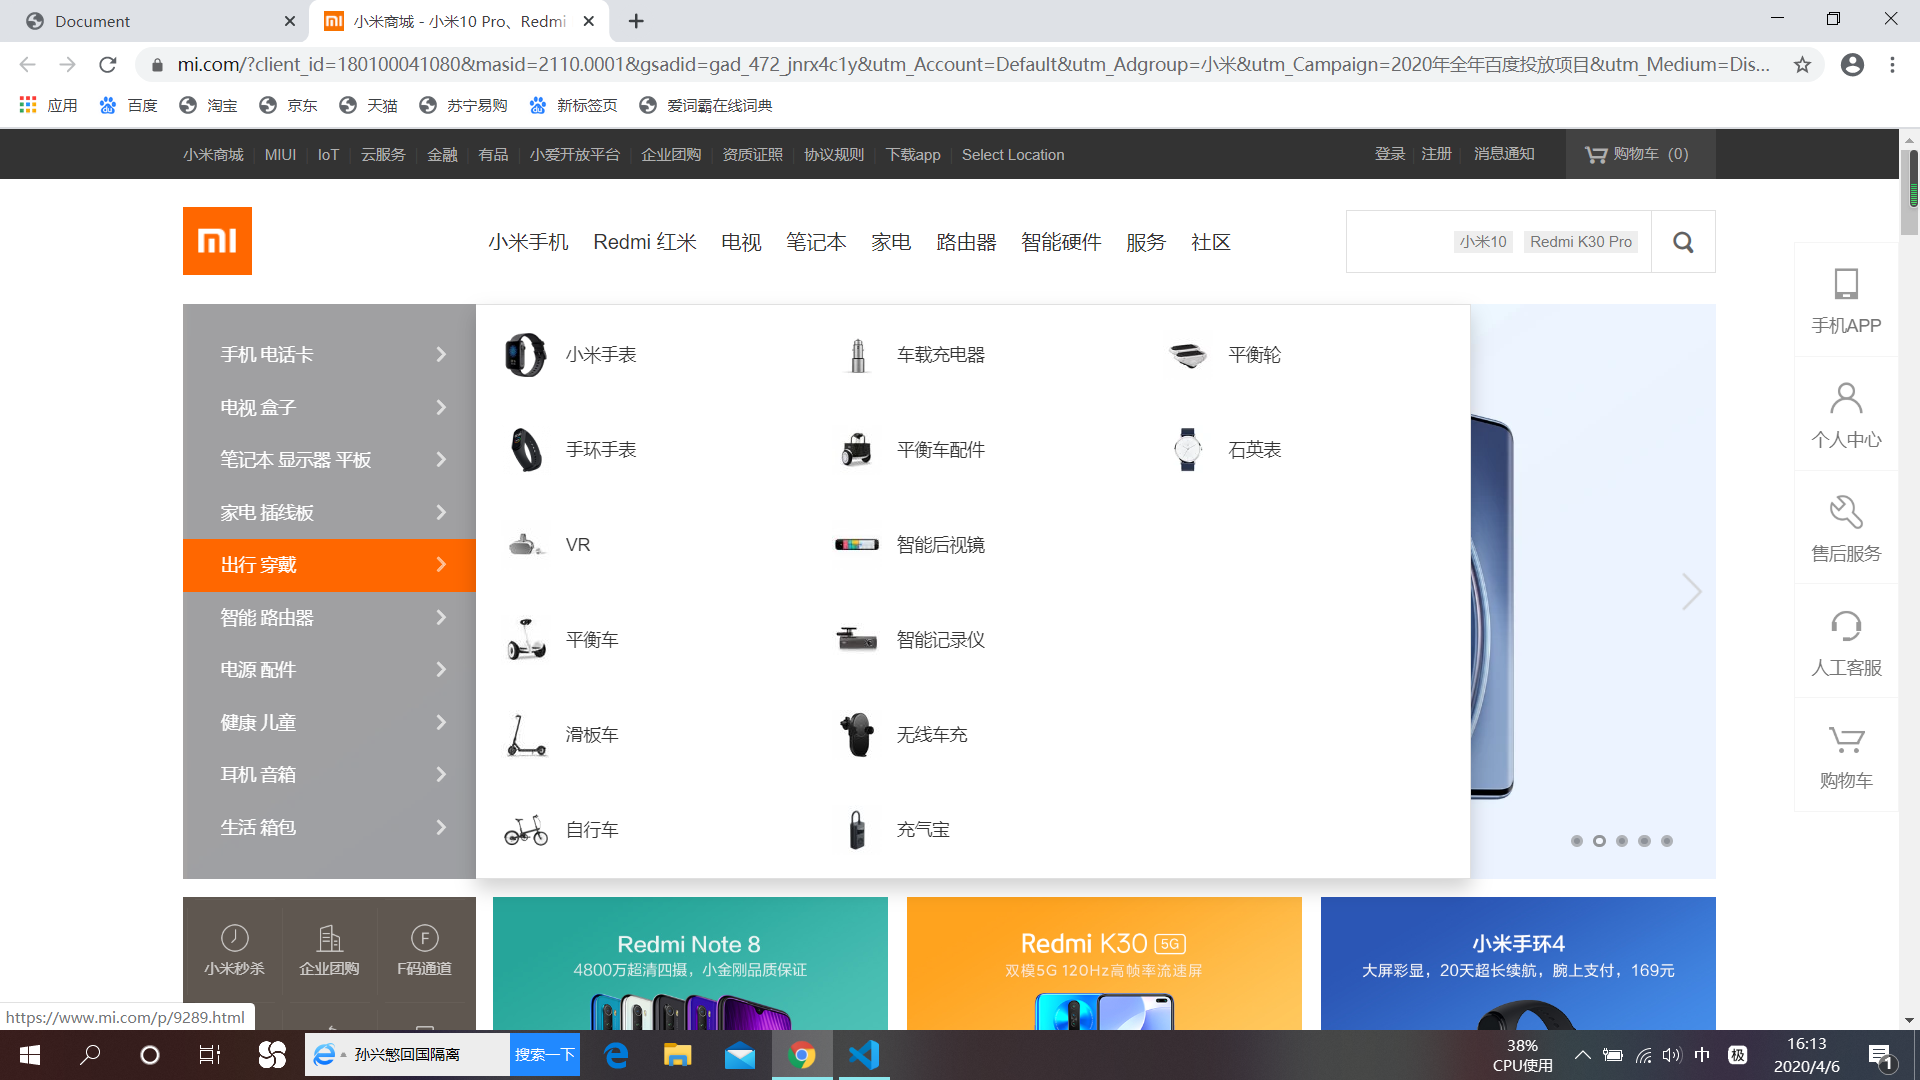 Document
小米商城 - 小米10 Pro、Redmi
mi.com/?client_id=180100041080&masid=2110.0001&gsadid=gad_472_jnrx4c1y&utm_Account=Default&utm_Adgroup=小米&utm_Campaign=2020年全年百度投放项目&utm_Medium=Dis...
应用 百度 淘宝 京东 天猫 苏宁易购 新标签页 爱词霸在线词典
小米商城 MIUI IoT 云服务 金融 有品 小爱开放平台 企业团购 资质证照 协议规则 下载app Select Location 登录 注册 消息通知 购物车 (0)
小米手机 Redmi 红米 电视 笔记本 家电 路由器 智能硬件 服务 社区 小米10 Redmi K30 Pro
手机 电话卡
电视 盒子
笔记本 显示器 平板
家电 插线板
出行 穿戴
智能 路由器
电源 配件
健康 儿童
耳机 音箱
生活 箱包
小米手表 车载充电器 平衡轮
手环手表 平衡车配件 石英表
VR 智能后视镜
平衡车 智能记录仪
滑板车 无线车充
自行车 充气宝
手机APP
个人中心
售后服务
人工客服
购物车
小米秒杀 企业团购 F码通道
Redmi Note 8
4800万超清四摄，小金刚品质保证
Redmi K30 5G
双模5G 120Hz高帧率流速屏
小米手环4
大屏彩显，20天超长续航，腕上支付，169元
https://www.mi.com/p/9289.html
孙兴慜回国隔离 搜索一下
38%
CPU使用
中
极
16:13
2020/4/6
1